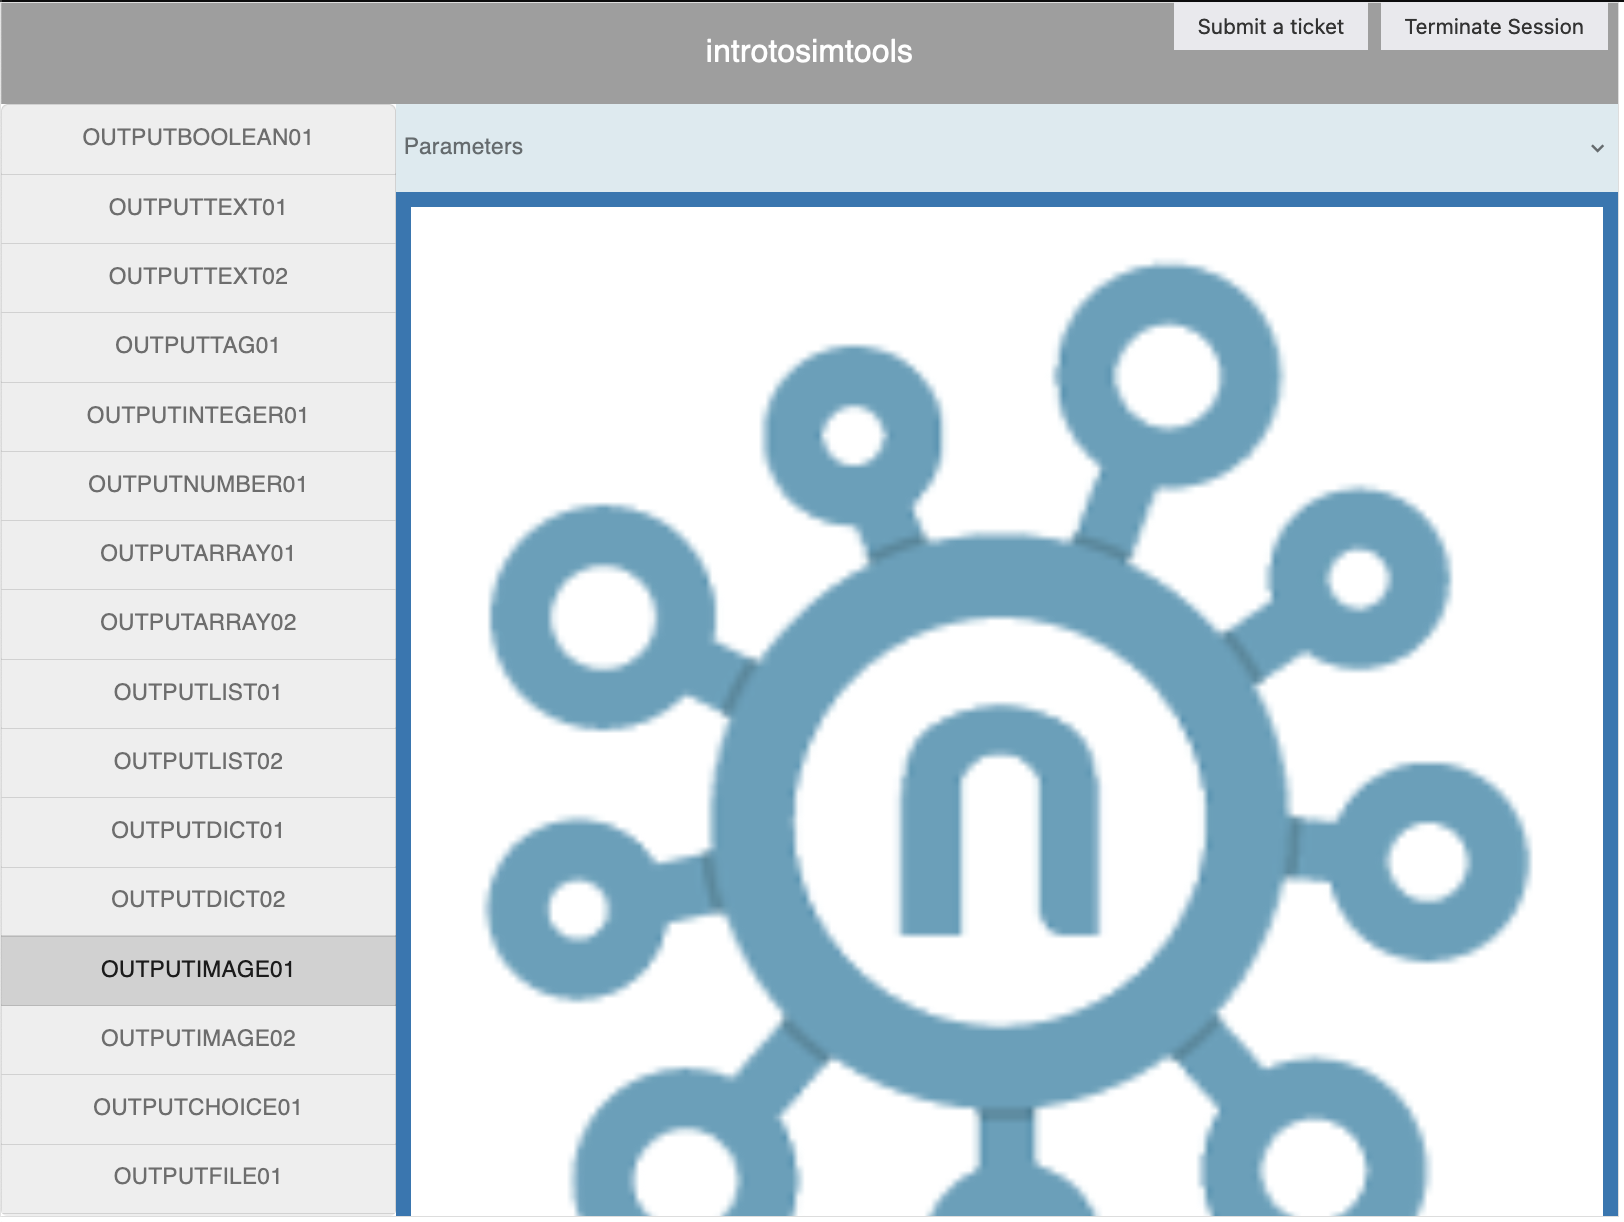 introtosimtools
Submit a ticket
Terminate Session
OUTPUTBOOLEAN01
OUTPUTTEXT01
OUTPUTTEXT02
OUTPUTTAG01
OUTPUTINTEGER01
OUTPUTNUMBER01
OUTPUTARRAY01
OUTPUTARRAY02
OUTPUTLIST01
OUTPUTLIST02
OUTPUTDICT01
OUTPUTDICT02
OUTPUTIMAGE01
OUTPUTIMAGE02
OUTPUTCHOICE01
OUTPUTFILE01
Parameters
n